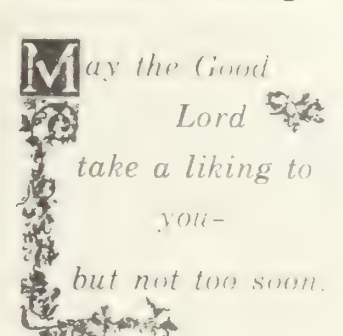 May the Good
Lord
take a liking to
you-
but not too soon.